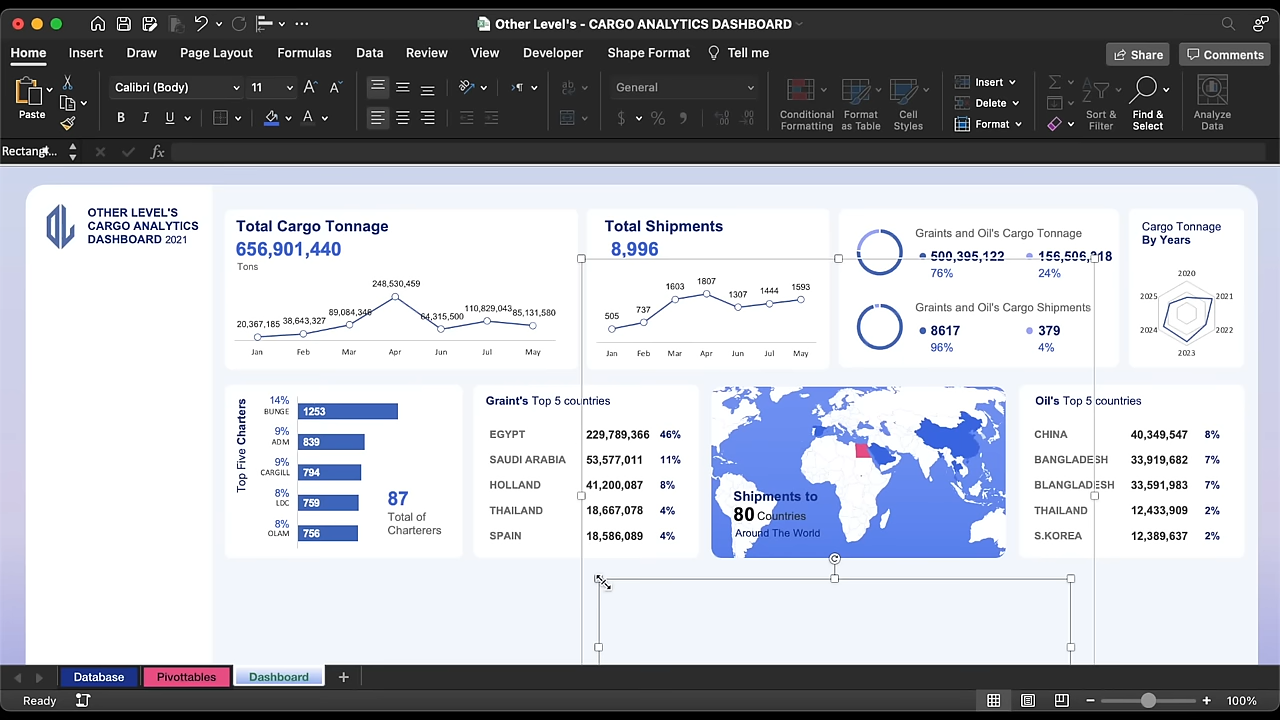 Other Level's - CARGO ANALYTICS DASHBOARD
Home Insert Draw Page Layout Formulas Data Review View Developer Shape Format Tell me Share Comments
Paste
Calibri (Body) 11
B I U
General
Conditional Formatting
Format as Table
Cell Styles
Insert
Delete
Format
Sort & Filter
Find & Select
Analyze Data
Rectang... fx
OTHER LEVEL'S
CARGO ANALYTICS
DASHBOARD 2021
Total Cargo Tonnage
656,901,440
Tons
20,367,185 38,643,327 89,084,346 248,530,459 64,315,500 110,829,043 85,131,580
Jan Feb Mar Apr Jun Jul May
Total Shipments
8,996
505 737 1603 1807 1307 1444 1593
Jan Feb Mar Apr Jun Jul May
Graints and Oil's Cargo Tonnage
500,395,122 156,506,318
76% 24%
Graints and Oil's Cargo Shipments
8617 379
96% 4%
Cargo Tonnage
By Years
2020
2021
2022
2023
2024
2025
Top Five Charters
14% BUNGE 1253
9% ADM 839
9% CARGILL 794
8% LDC 759
8% OLAM 756
87
Total of
Charterers
Graint's Top 5 countries
EGYPT 229,789,366 46%
SAUDI ARABIA 53,577,011 11%
HOLLAND 41,200,087 8%
THAILAND 18,667,078 4%
SPAIN 18,586,089 4%
Shipments to
80 Countries
Around The World
Oil's Top 5 countries
CHINA 40,349,547 8%
BANGLADESH 33,919,682 7%
BLANGLADESH 33,591,983 7%
THAILAND 12,433,909 2%
S.KOREA 12,389,637 2%
Database Pivottables Dashboard
Ready 100%